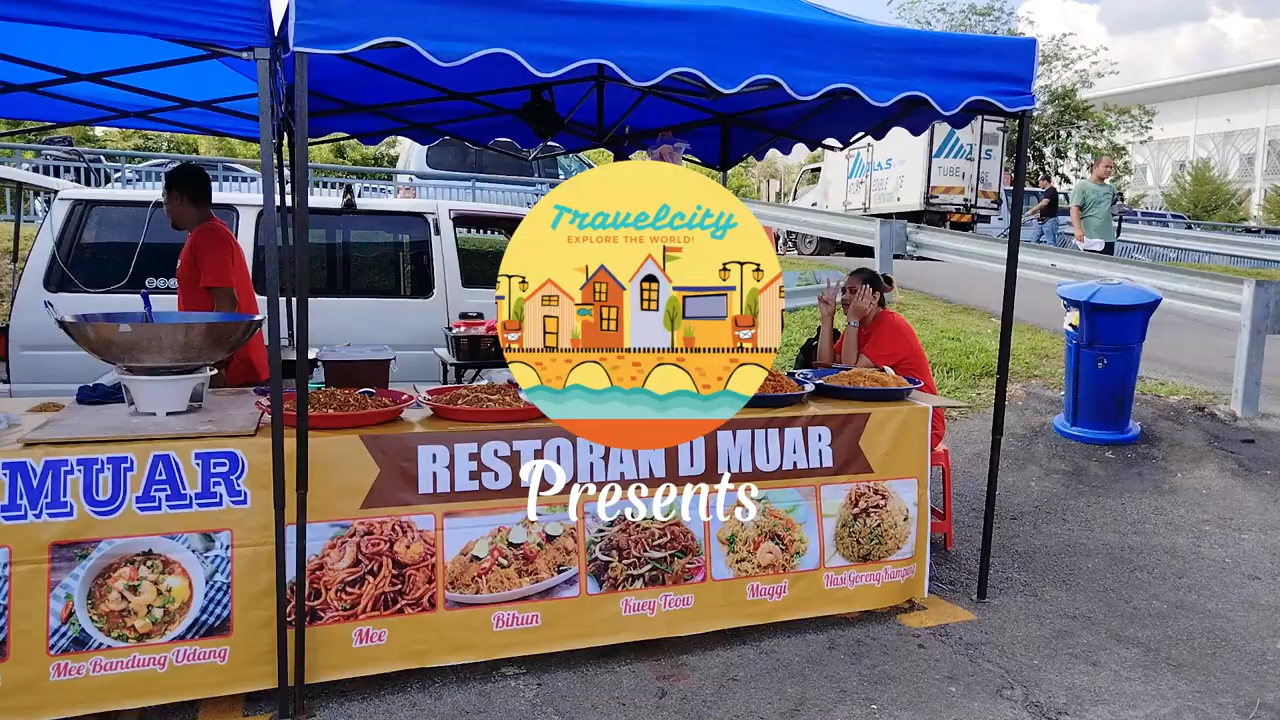 Travelcity
EXPLORE THE WORLD!
Presents
MUAR
RESTORAN D MUAR
Mee Bandung Udang
Mee
Bihun
Kuey Teow
Maggi
Nasi Goreng Kampung
TUBE